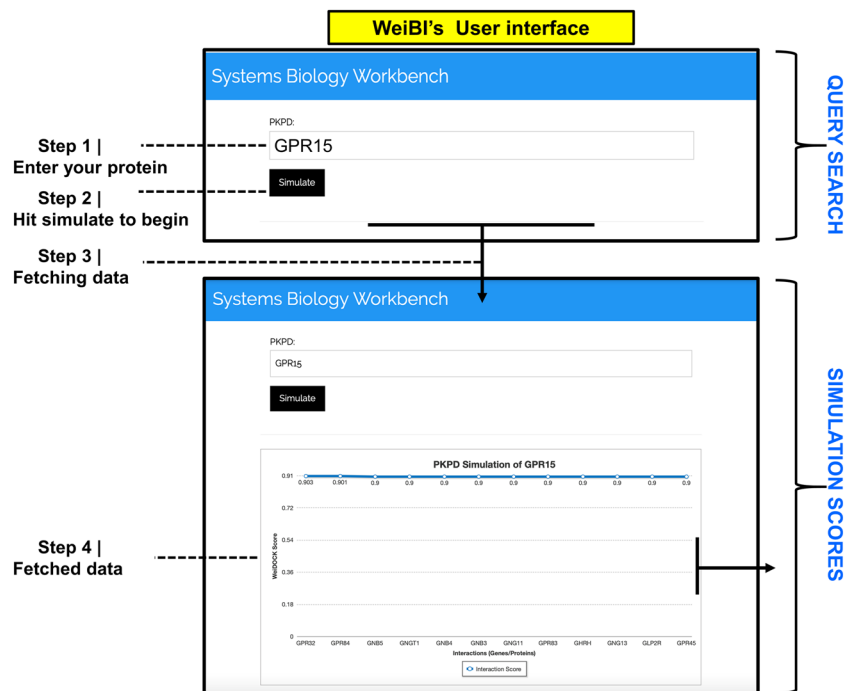 WeiBI's  User interface
Systems Biology Workbench
PKPD:
Step 1 |
Enter your protein
GPR15
Step 2 |
Hit simulate to begin
Simulate
QUERY SEARCH
Step 3 |
Fetching data
Systems Biology Workbench
PKPD:
GPR15
Simulate
PKPD Simulation of GPR15
0.91
0.903 0.901 0.9 0.9 0.9 0.9 0.9 0.9 0.9 0.9 0.9 0.9
0.72
0.54
0.36
0.18
0
WeiDOCK Score
GPR32 GPR84 GNB5 GNGT1 GNB4 GNB3 GNG11 GPR83 GHRH GNG13 GLP2R GPR45
Interactions (Genes/Proteins)
Interaction Score
Step 4 |
Fetched data
SIMULATION SCORES